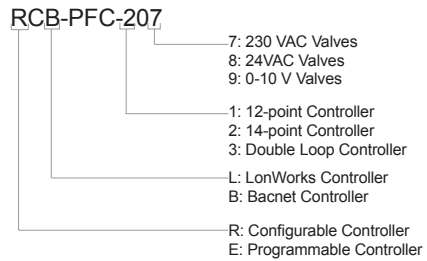 RCB-PFC-207
7: 230 VAC Valves
8: 24VAC Valves
9: 0-10 V Valves
1: 12-point Controller
2: 14-point Controller
3: Double Loop Controller
L: LonWorks Controller
B: Bacnet Controller
R: Configurable Controller
E: Programmable Controller